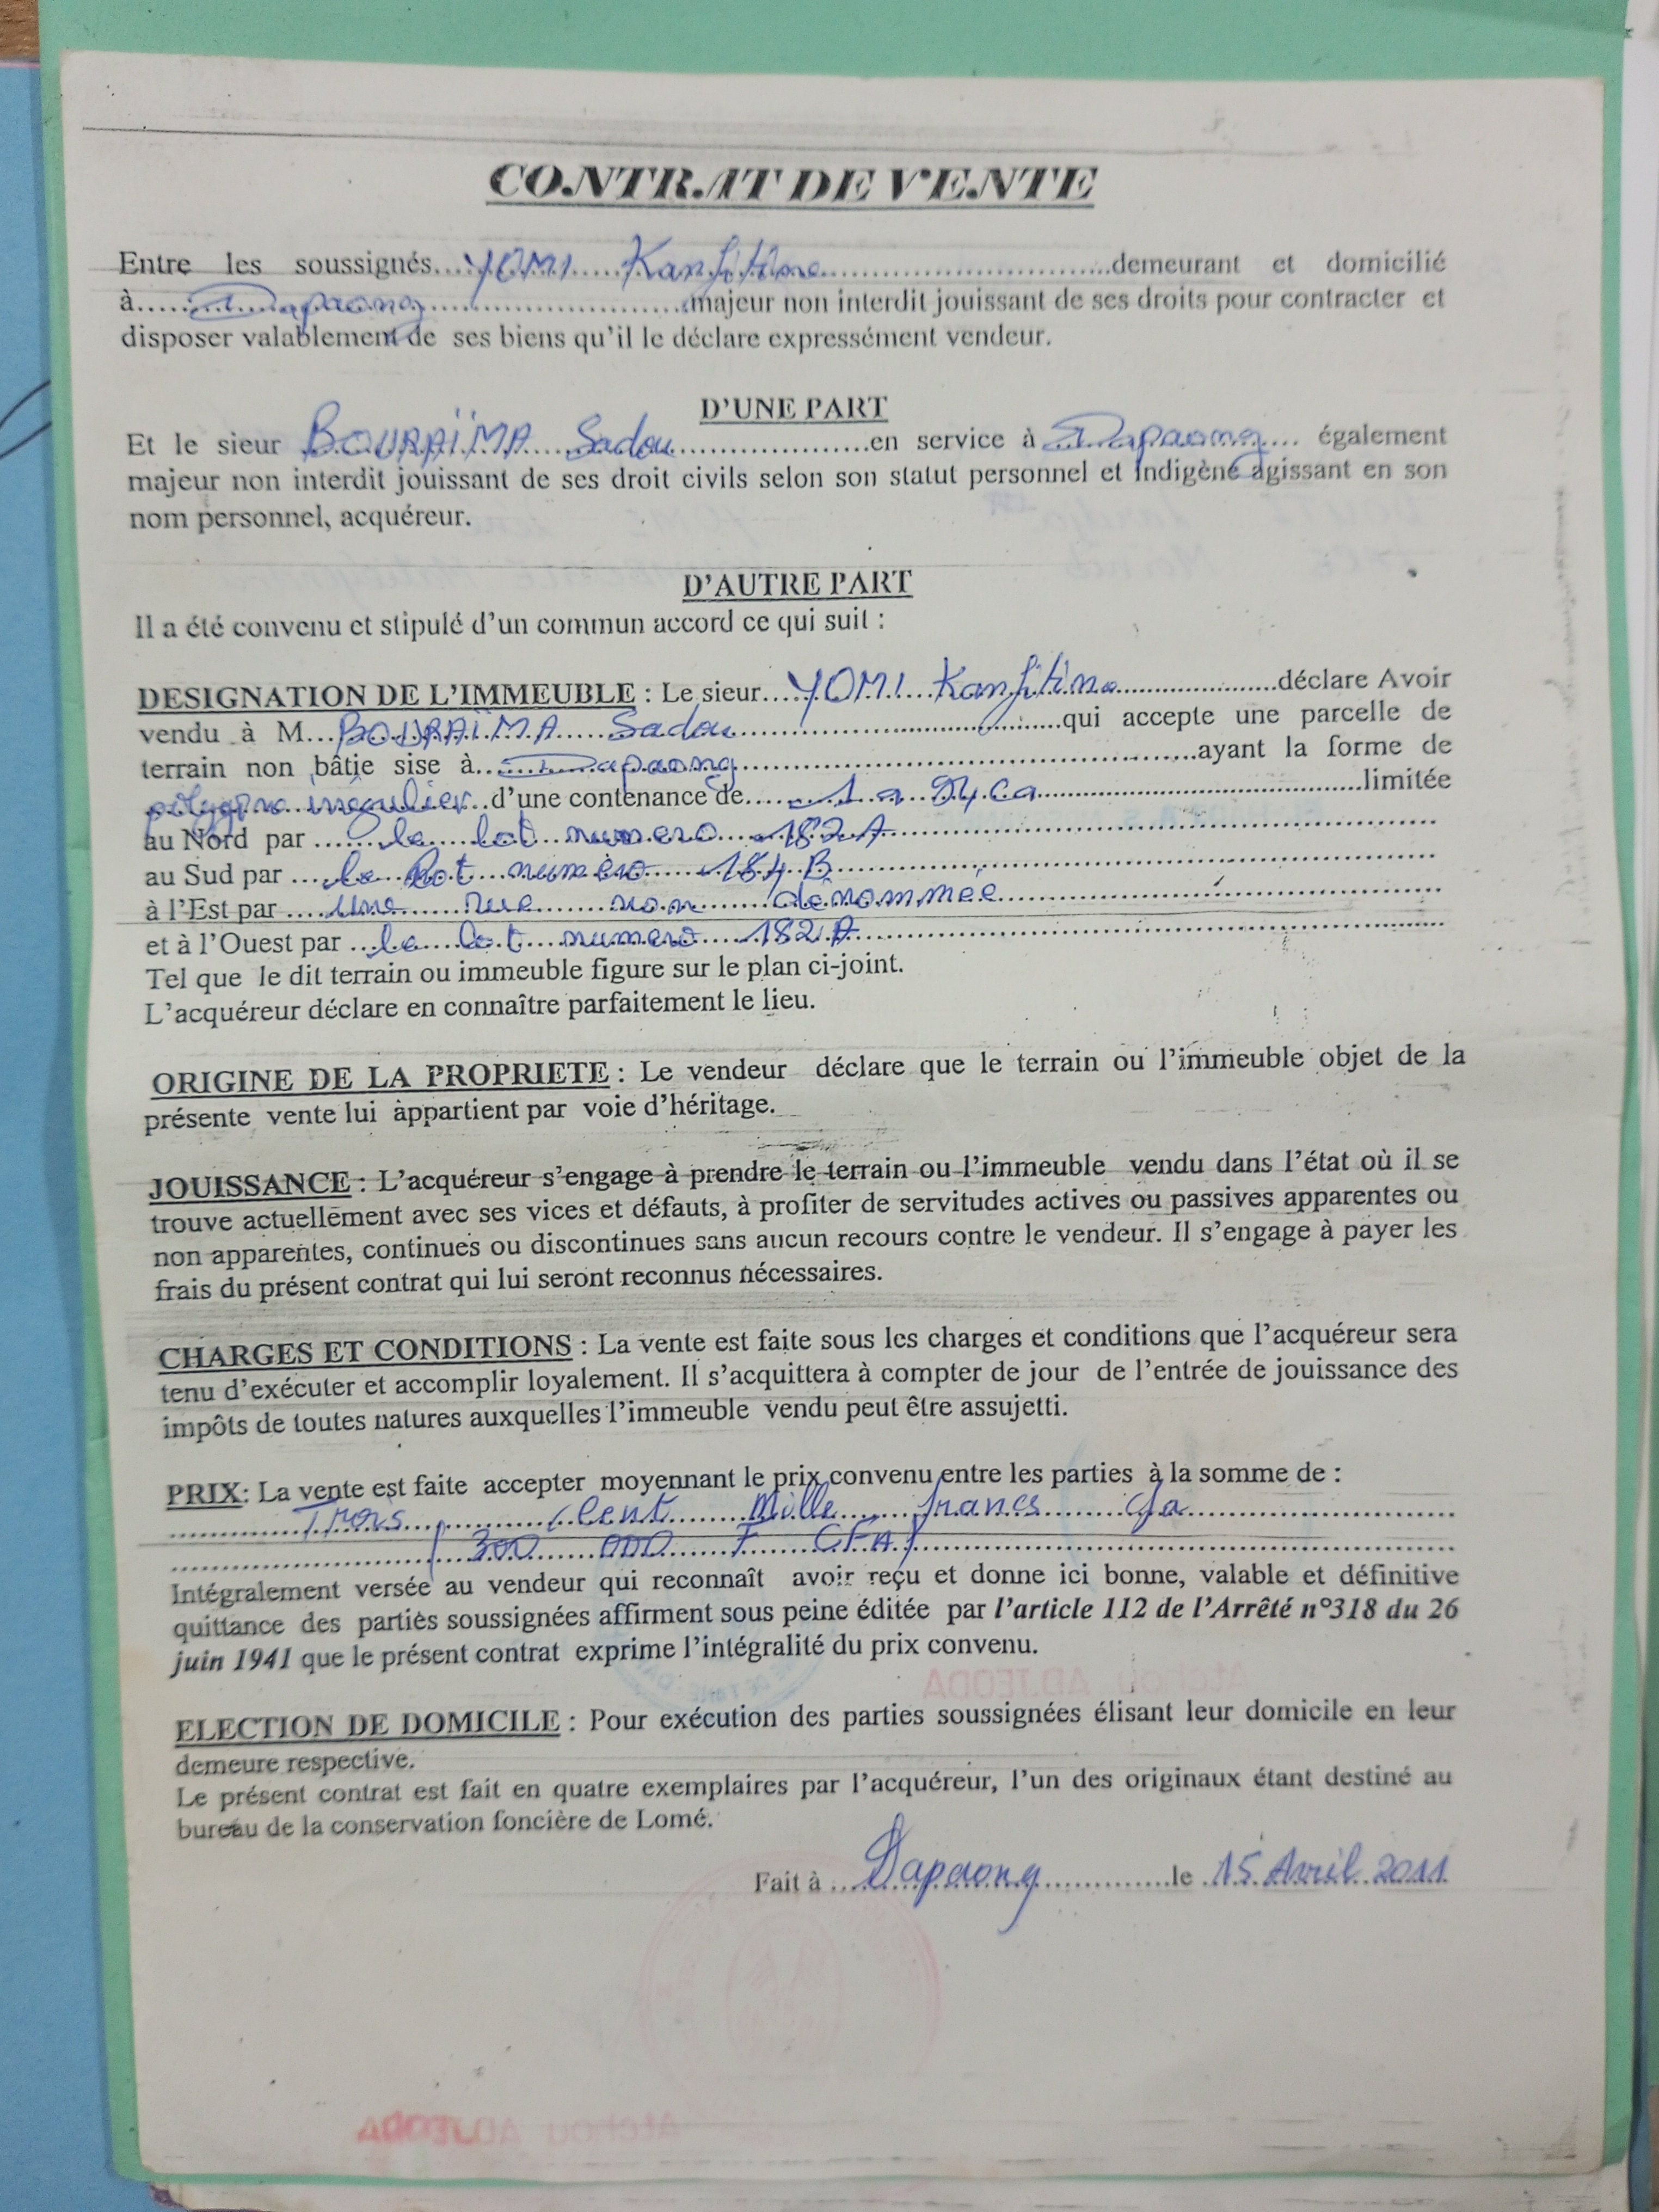 CONTRAT DE VENTE
Entre les soussignés....YOMI.....Kanfitine..............................demeurant et domicilié
à.....Dapaong..........................majeur non interdit jouissant de ses droits pour contracter et
disposer valablement de ses biens qu'il le déclare expressément vendeur.
D'UNE PART
Et le sieur BOURAÏMA.....Sadou....................en service à Dapaong.... également
majeur non interdit jouissant de ses droit civils selon son statut personnel et Indigène agissant en son
nom personnel, acquéreur.
D'AUTRE PART
Il a été convenu et stipulé d'un commun accord ce qui suit :
DESIGNATION DE L'IMMEUBLE : Le sieur....YOMI...Kanfitine....................déclare Avoir
vendu à M...BOURAÏMA.....Sadou..................................qui accepte une parcelle de
terrain non bâtie sise à.......Dapaong..................................................ayant la forme de
polygone irrégulier..d'une contenance de.....1 a 94 ca....................................limitée
au Nord par ......le...lot...numero....182 A..........................................................
au Sud par ...le lot numéro....184 B..............................................................
à l'Est par ....une.....rue......non....dénommée...............................................
et à l'Ouest par ...le...lot...numero....182 A..............................................................
Tel que le dit terrain ou immeuble figure sur le plan ci-joint.
L'acquéreur déclare en connaître parfaitement le lieu.
ORIGINE DE LA PROPRIETE : Le vendeur déclare que le terrain ou l'immeuble objet de la
présente vente lui appartient par voie d'héritage.
JOUISSANCE : L'acquéreur s'engage à prendre le terrain ou l'immeuble vendu dans l'état où il se
trouve actuellement avec ses vices et défauts, à profiter de servitudes actives ou passives apparentes ou
non apparentes, continues ou discontinues sans aucun recours contre le vendeur. Il s'engage à payer les
frais du présent contrat qui lui seront reconnus nécessaires.
CHARGES ET CONDITIONS : La vente est faite sous les charges et conditions que l'acquéreur sera
tenu d'exécuter et accomplir loyalement. Il s'acquittera à compter de jour de l'entrée de jouissance des
impôts de toutes natures auxquelles l'immeuble vendu peut être assujetti.
PRIX: La vente est faite accepter moyennant le prix convenu entre les parties à la somme de :
............Trois..............Cent........Mille.......francs.......cfa..............................
.........................(300......000.....F......CFA)......................................................
Intégralement versée au vendeur qui reconnaît avoir reçu et donne ici bonne, valable et définitive
quittance des parties soussignées affirment sous peine éditée par l'article 112 de l'Arrêté n°318 du 26
juin 1941 que le présent contrat exprime l'intégralité du prix convenu.
ELECTION DE DOMICILE : Pour exécution des parties soussignées élisant leur domicile en leur
demeure respective.
Le présent contrat est fait en quatre exemplaires par l'acquéreur, l'un des originaux étant destiné au
bureau de la conservation foncière de Lomé.
Fait à ...Dapaong..............le ..15 Avril 2011
Atchou ADJEODA